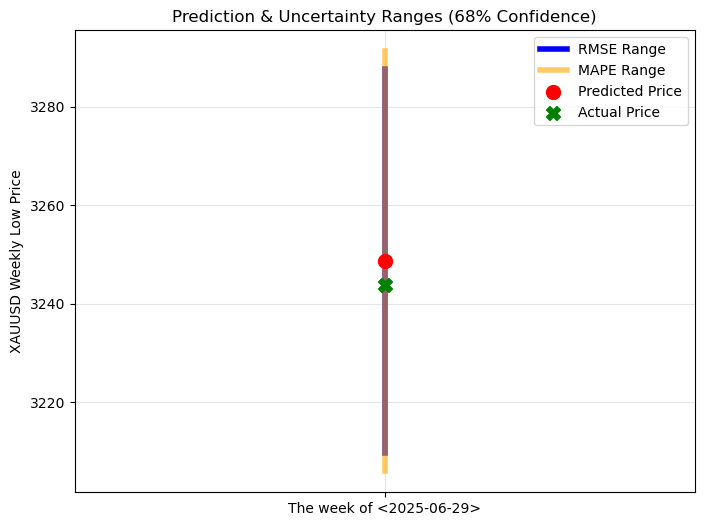 Prediction & Uncertainty Ranges (68% Confidence)
RMSE Range
MAPE Range
Predicted Price
Actual Price
XAUUSD Weekly Low Price
3280
3260
3240
3220
The week of <2025-06-29>